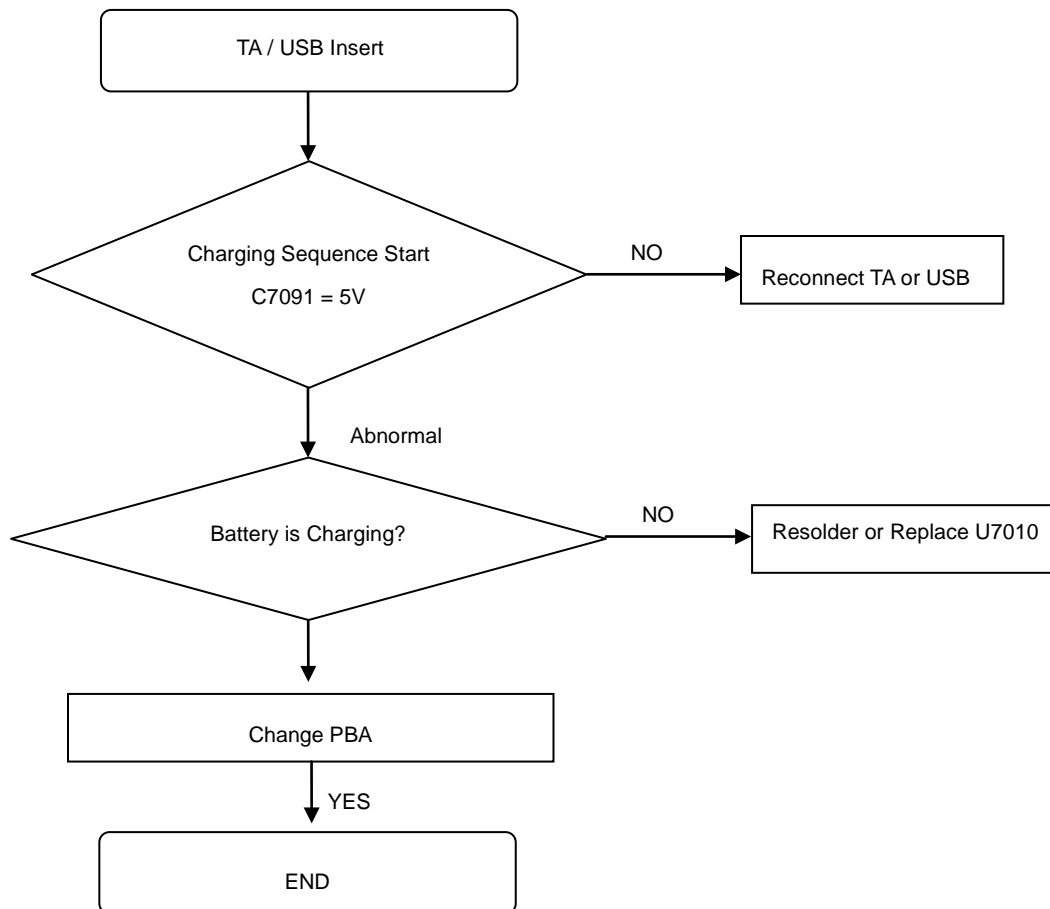 TA / USB Insert
Charging Sequence Start
C7091 = 5V
NO
Reconnect TA or USB
Abnormal
Battery is Charging?
NO
Resolder or Replace U7010
Change PBA
YES
END